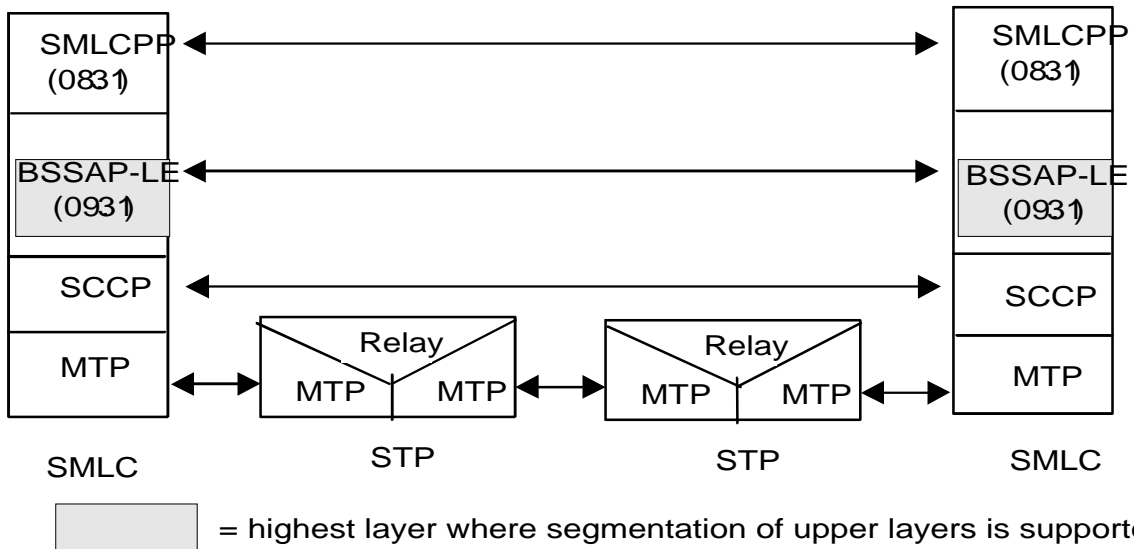 SMLCPP
(0831)
SMLCPP
(0831)
BSSAP-LE
(0931)
BSSAP-LE
(0931)
SCCP
SCCP
MTP
Relay
MTP MTP
Relay
MTP MTP
MTP
SMLC
STP
STP
SMLC
= highest layer where segmentation of upper layers is supporte